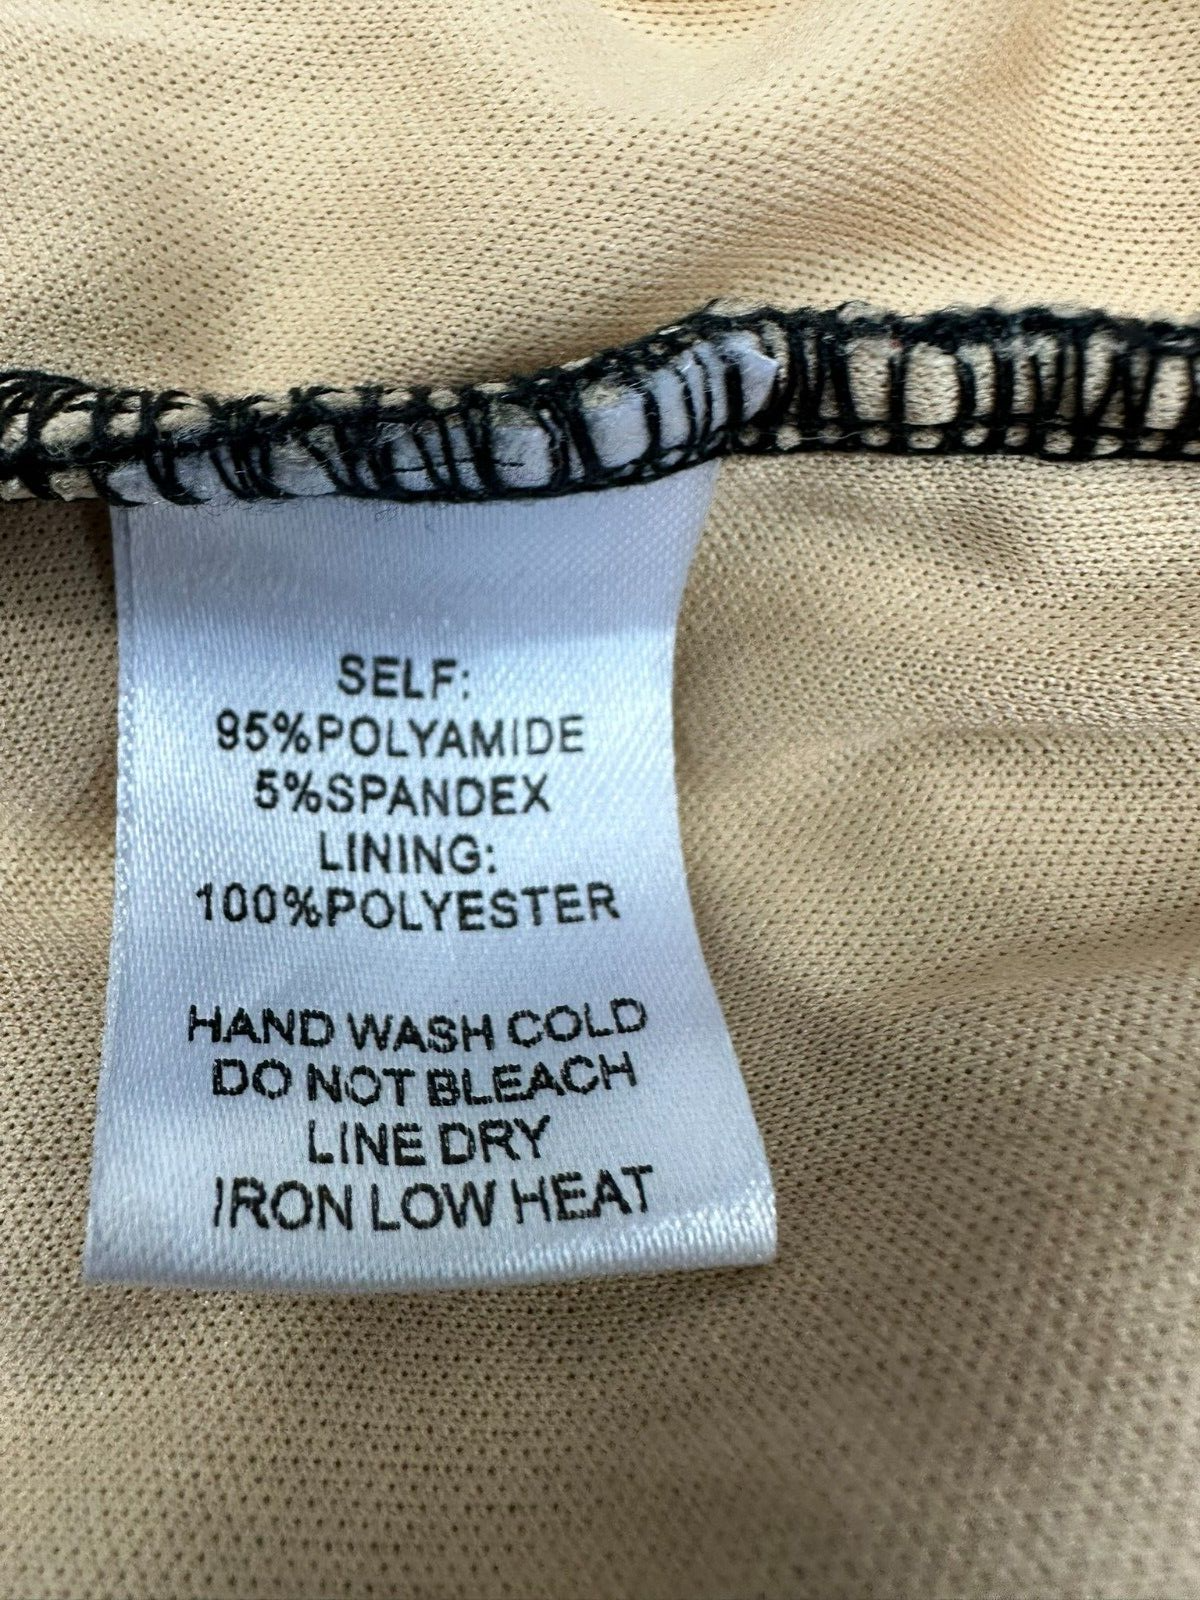 SELF:
95%POLYAMIDE
5%SPANDEX
LINING:
100%POLYESTER
HAND WASH COLD
DO NOT BLEACH
LINE DRY
IRON LOW HEAT